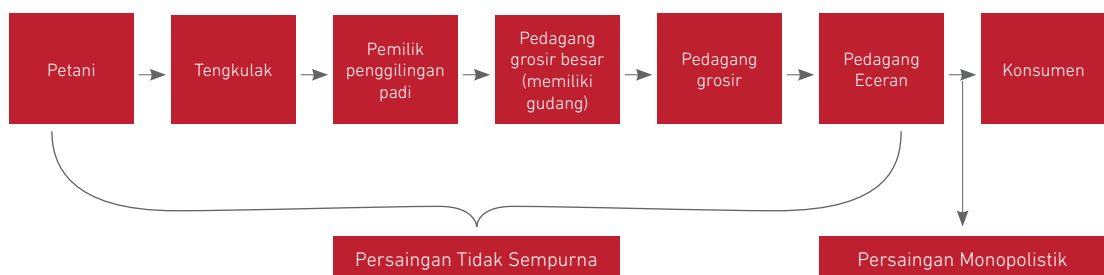 Petani
Tengkulak
Pemilik
penggilingan
padi
Pedagang
grosir besar
(memiliki
gudang)
Pedagang
grosir
Pedagang
Eceran
Konsumen
Persaingan Tidak Sempurna
Persaingan Monopolistik